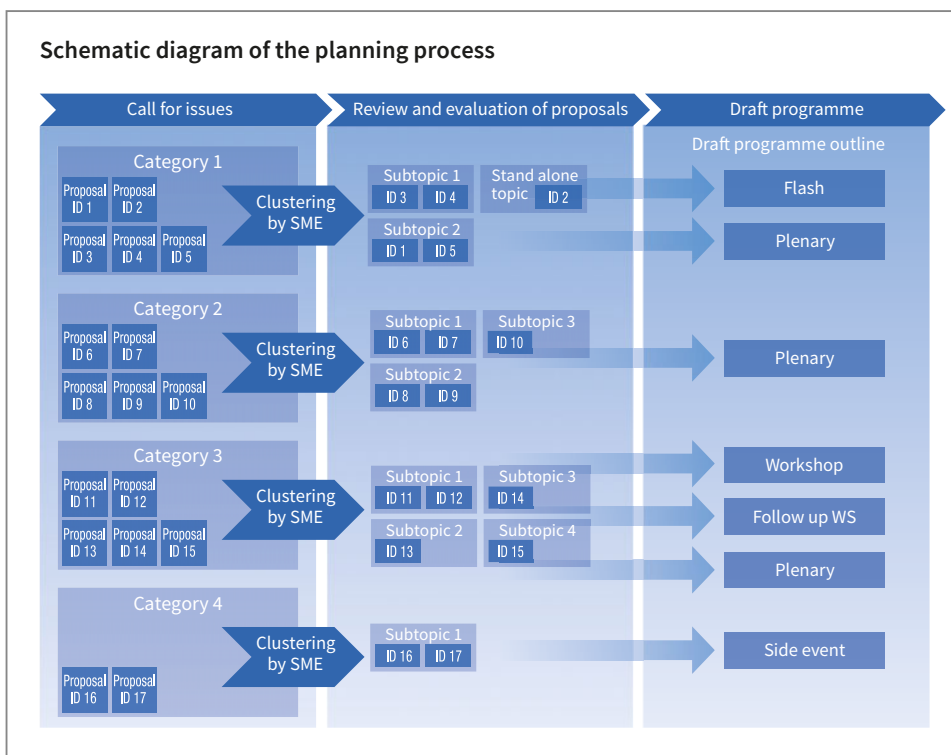 Schematic diagram of the planning process
Call for issues
Review and evaluation of proposals
Draft programme
Draft programme outline
Category 1
Proposal
ID 1
Proposal
ID 2
Proposal
ID 3
Proposal
ID 4
Proposal
ID 5
Clustering
by SME
Subtopic 1
ID 3
ID 4
Stand alone
topic
ID 2
Subtopic 2
ID 1
ID 5
Flash
Plenary
Category 2
Proposal
ID 6
Proposal
ID 7
Proposal
ID 8
Proposal
ID 9
Proposal
ID 10
Clustering
by SME
Subtopic 1
ID 6
ID 7
Subtopic 3
ID 10
Subtopic 2
ID 8
ID 9
Plenary
Category 3
Proposal
ID 11
Proposal
ID 12
Proposal
ID 13
Proposal
ID 14
Proposal
ID 15
Clustering
by SME
Subtopic 1
ID 11
ID 12
Subtopic 3
ID 14
Subtopic 2
ID 13
Subtopic 4
ID 15
Workshop
Follow up WS
Plenary
Category 4
Proposal
ID 16
Proposal
ID 17
Clustering
by SME
Subtopic 1
ID 16
ID 17
Side event